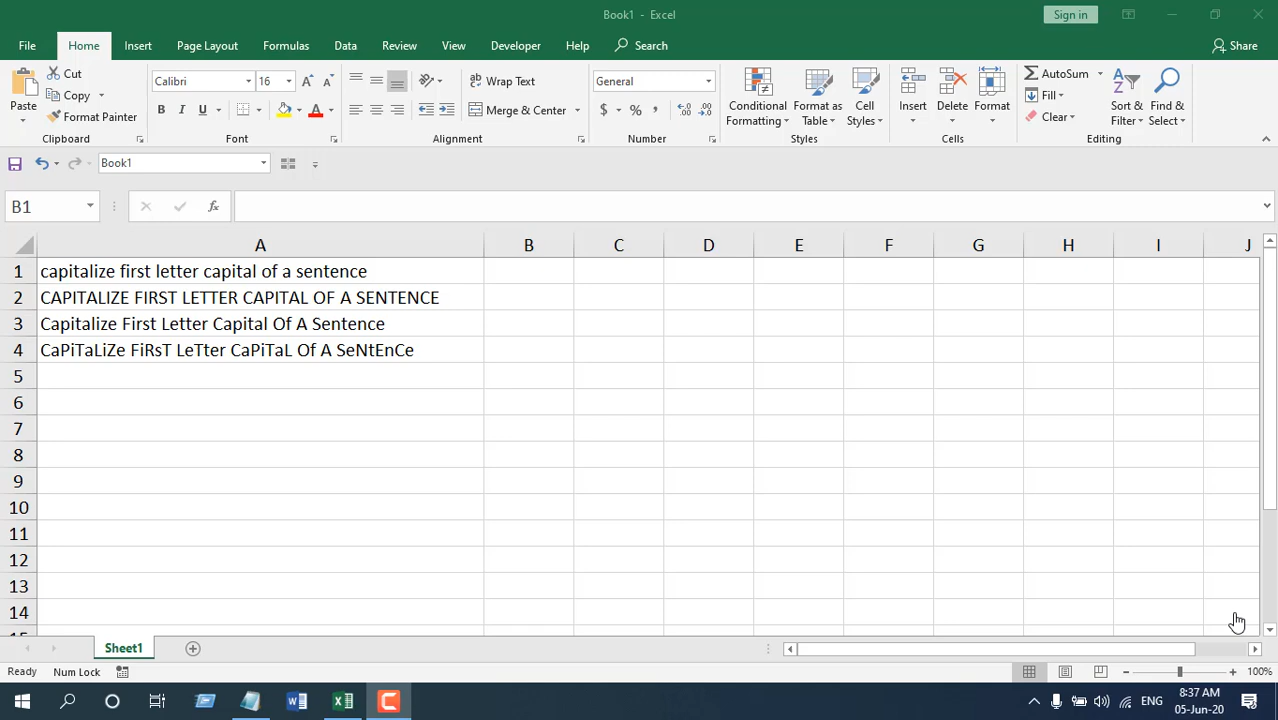 Book1 - Excel
Sign in
File Home Insert Page Layout Formulas Data Review View Developer Help Search Share
Paste
Cut
Copy
Format Painter
Clipboard
Calibri 16
B I U
Font
Wrap Text
Merge & Center
Alignment
General
$ % ,
Number
Conditional Formatting
Format as Table
Cell Styles
Styles
Insert Delete Format
Cells
AutoSum
Fill
Clear
Sort & Filter
Find & Select
Editing
Book1
B1
fx
A B C D E F G H I J
1 capitalize first letter capital of a sentence
2 CAPITALIZE FIRST LETTER CAPITAL OF A SENTENCE
3 Capitalize First Letter Capital Of A Sentence
4 CaPiTaLiZe FiRsT LeTter CaPiTaL Of A SeNtEnCe
5
6
7
8
9
10
11
12
13
14
15
Sheet1
Ready Num Lock 100%
ENG
8:37 AM
05-Jun-20